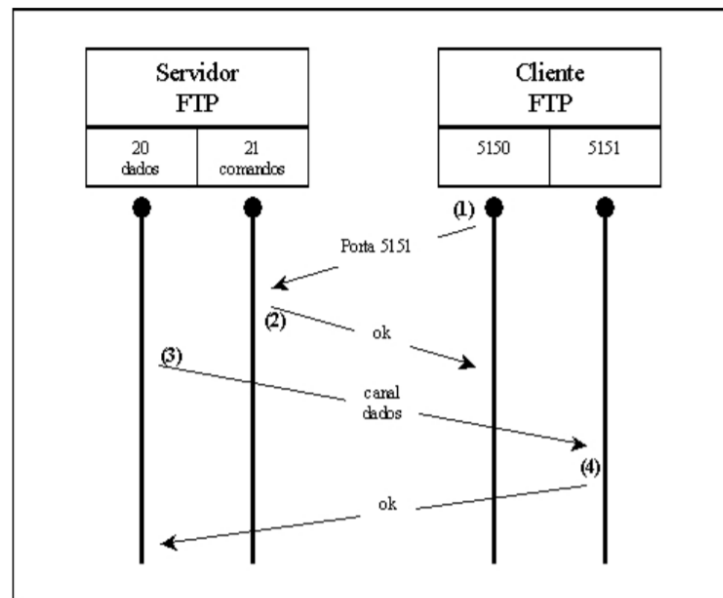 Servidor
FTP
Cliente
FTP
20
dados
21
comandos
5150
5151
(1)
Porta 5151
(2)
ok
(3)
canal
dados
(4)
ok